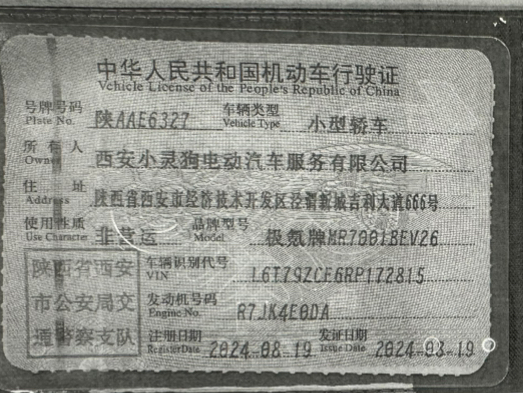 中华人民共和国机动车行驶证
Vehicle License of the People's Republic of China
号牌号码 Plate No. 陕AAE6327 车辆类型 Vehicle Type 小型轿车
所有人 Owner 西安小灵狗电动汽车服务有限公司
住址 Address 陕西省西安市经济技术开发区泾渭新城吉利大道666号
使用性质 Use Character 非营运 品牌型号 Model 极氪牌MR7001BEV26
陕西省西安市公安局交通警察支队
车辆识别代号 VIN L6T79ZCE6RP172815
发动机号码 Engine No. R7JK4E0DA
注册日期 Register Date 2024-08-19 发证日期 Issue Date 2024-08-19